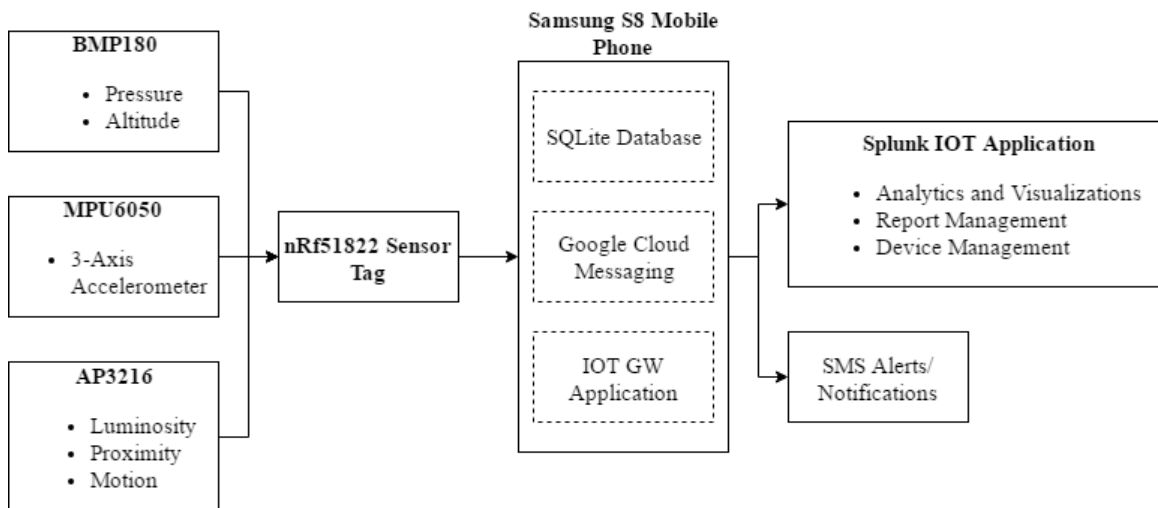 BMP180
• Pressure
• Altitude
MPU6050
• 3-Axis
Accelerometer
AP3216
• Luminosity
• Proximity
• Motion
nRf51822 Sensor
Tag
Samsung S8 Mobile
Phone
SQLite Database
Google Cloud
Messaging
IOT GW
Application
Splunk IOT Application
• Analytics and Visualizations
• Report Management
• Device Management
SMS Alerts/
Notifications